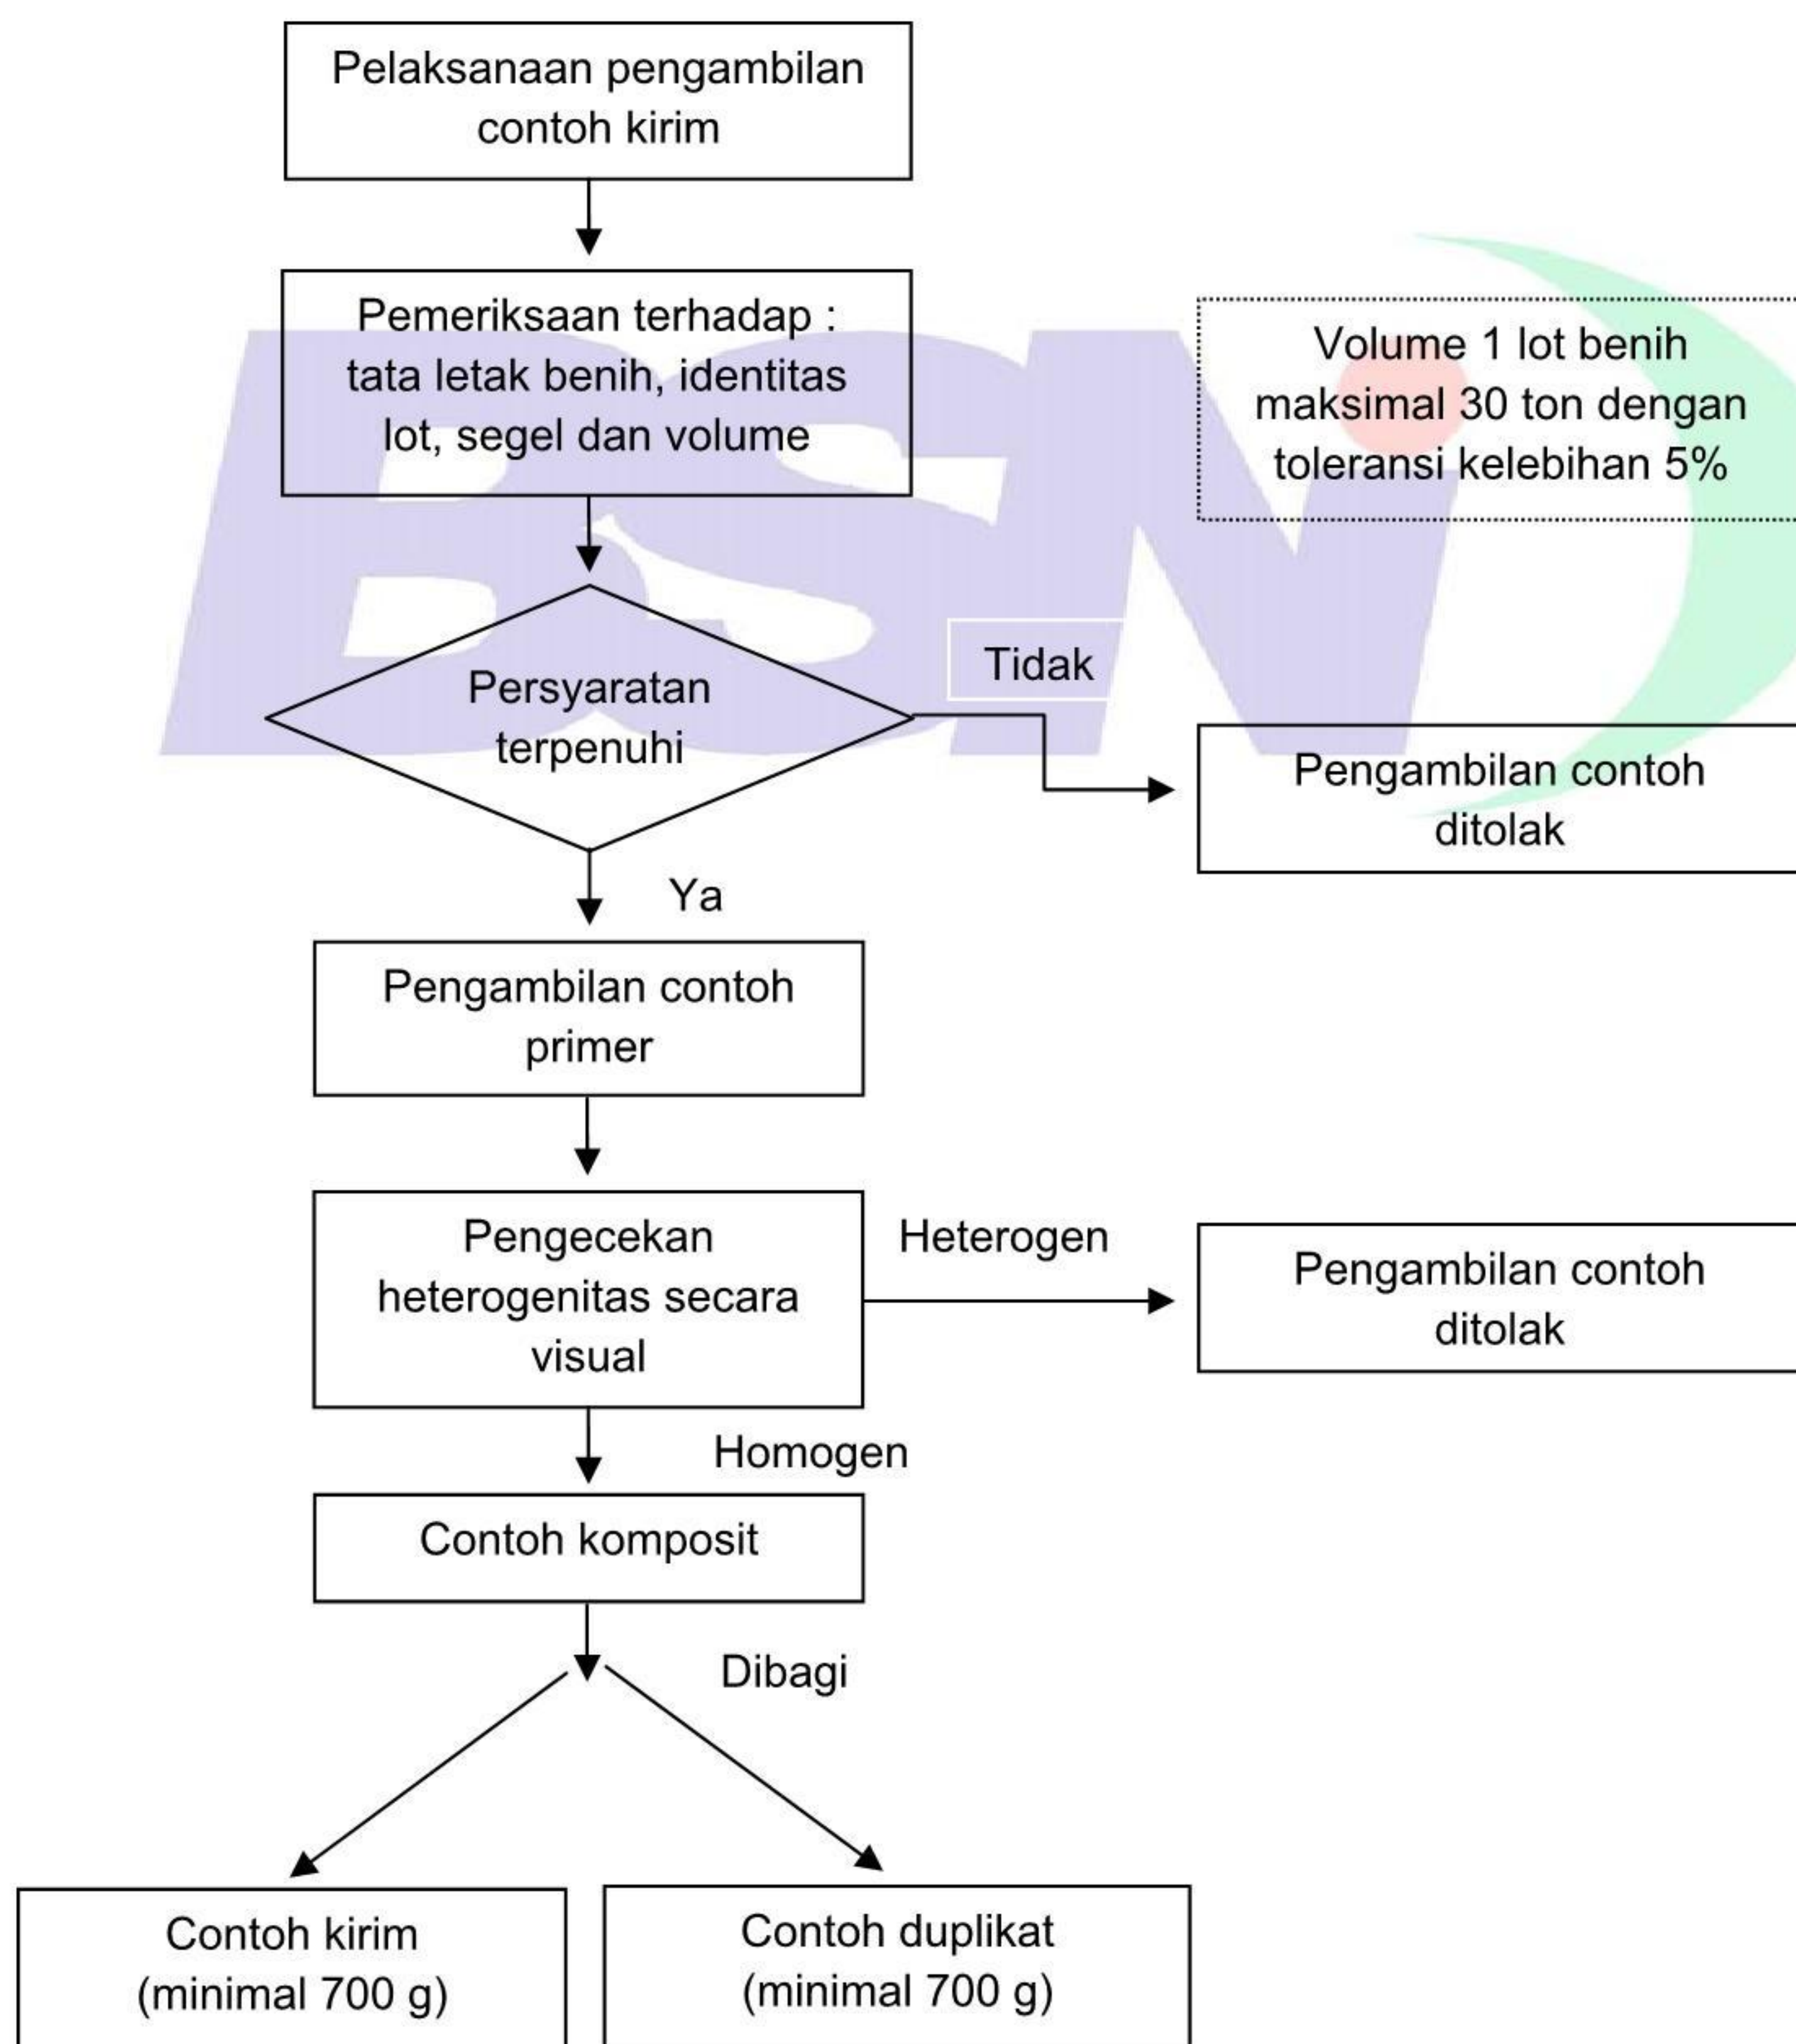 Pelaksanaan pengambilan
contoh kirim
Pemeriksaan terhadap :
tata letak benih, identitas
lot, segel dan volume
Volume 1 lot benih
maksimal 30 ton dengan
toleransi kelebihan 5%
Persyaratan
terpenuhi
Tidak
Pengambilan contoh
ditolak
Ya
Pengambilan contoh
primer
Pengecekan
heterogenitas secara
visual
Heterogen
Pengambilan contoh
ditolak
Homogen
Contoh komposit
Dibagi
Contoh kirim
(minimal 700 g)
Contoh duplikat
(minimal 700 g)
BSN